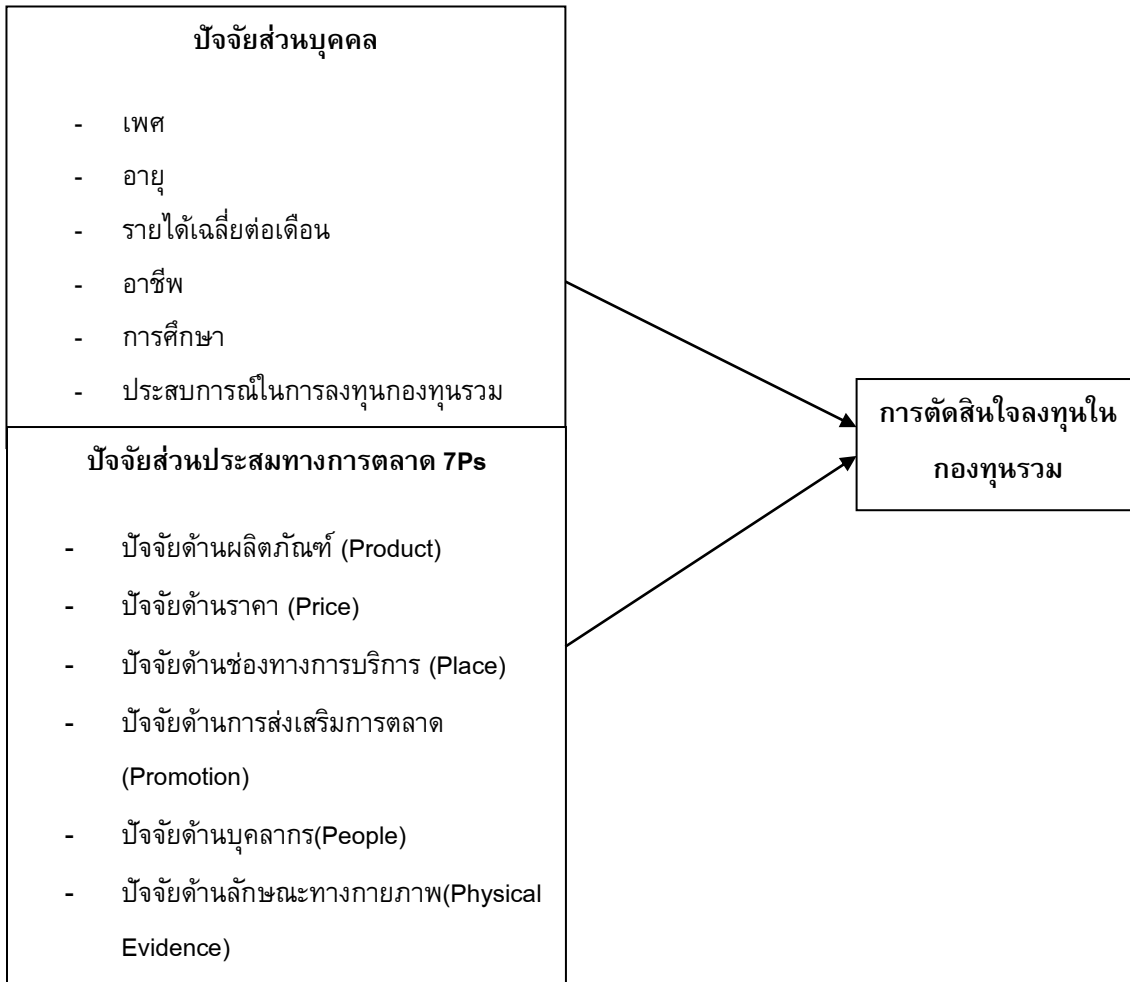 ปัจจัยส่วนบุคคล
- เพศ
- อายุ
- รายได้เฉลี่ยต่อเดือน
- อาชีพ
- การศึกษา
- ประสบการณ์ในการลงทุนกองทุนรวม
ปัจจัยส่วนประสมทางการตลาด 7Ps
- ปัจจัยด้านผลิตภัณฑ์ (Product)
- ปัจจัยด้านราคา (Price)
- ปัจจัยด้านช่องทางการบริการ (Place)
- ปัจจัยด้านการส่งเสริมการตลาด
(Promotion)
- ปัจจัยด้านบุคลากร(People)
- ปัจจัยด้านลักษณะทางกายภาพ(Physical
Evidence)
การตัดสินใจลงทุนใน
กองทุนรวม